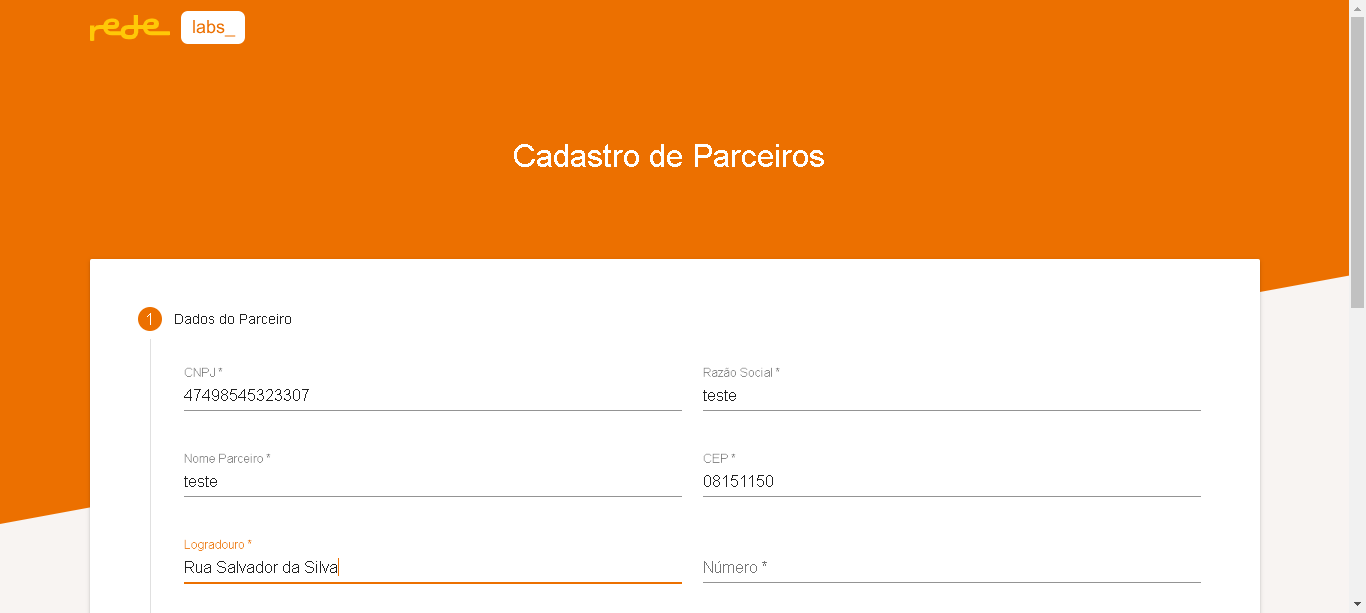 rede labs_
Cadastro de Parceiros
1 Dados do Parceiro
CNPJ * Razão Social *
47498545323307 teste
Nome Parceiro * CEP *
teste 08151150
Logradouro *
Rua Salvador da Silva Número *